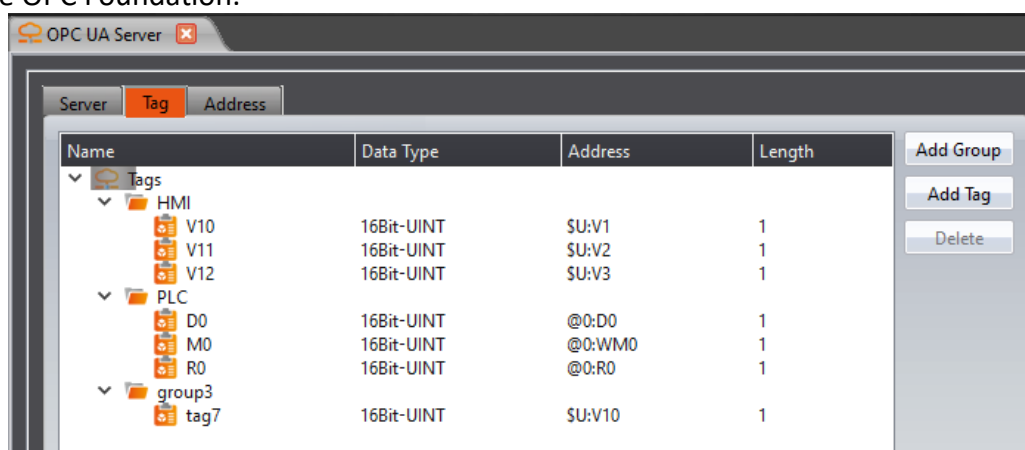 e OPC Foundation.
OPC UA Server
Server Tag Address
Name Data Type Address Length Add Group
Tags
Add Tag
HMI
V10 16Bit-UINT $U:V1 1
Delete
V11 16Bit-UINT $U:V2 1
V12 16Bit-UINT $U:V3 1
PLC
D0 16Bit-UINT @0:D0 1
M0 16Bit-UINT @0:WM0 1
R0 16Bit-UINT @0:R0 1
group3
tag7 16Bit-UINT $U:V10 1